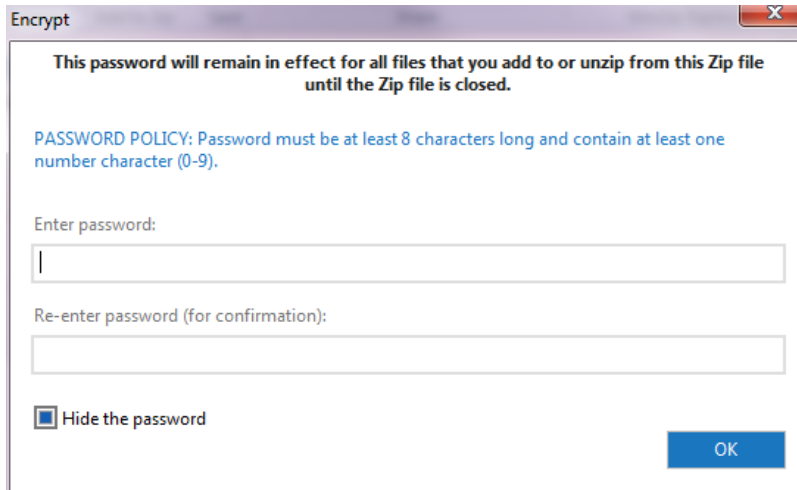 Encrypt
This password will remain in effect for all files that you add to or unzip from this Zip file
until the Zip file is closed.
PASSWORD POLICY: Password must be at least 8 characters long and contain at least one
number character (0-9).
Enter password:
Re-enter password (for confirmation):
Hide the password
OK